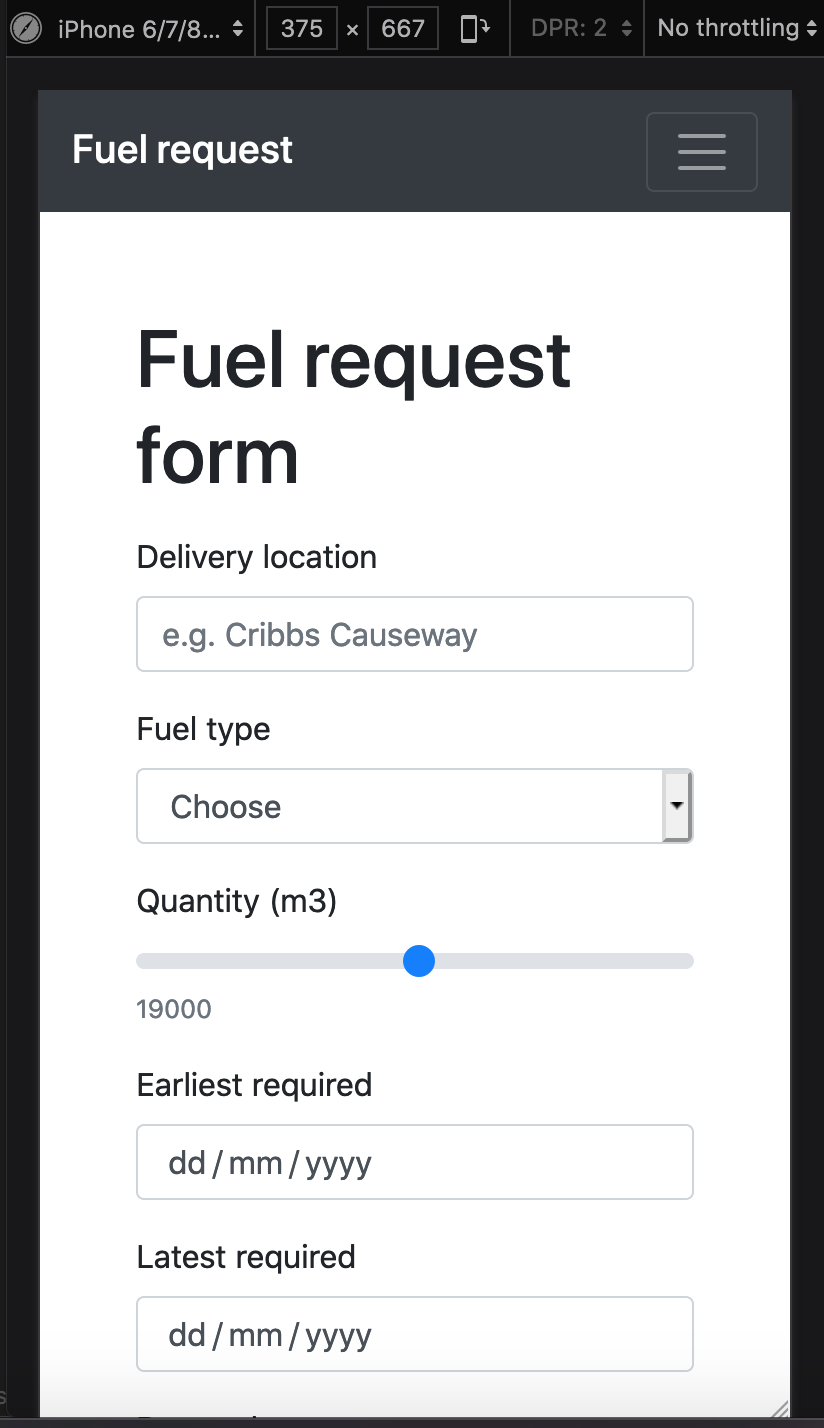 iPhone 6/7/8... 375 × 667 DPR: 2 No throttling
Fuel request
Fuel request
form
Delivery location
e.g. Cribbs Causeway
Fuel type
Choose
Quantity (m3)
19000
Earliest required
dd / mm / yyyy
Latest required
dd / mm / yyyy